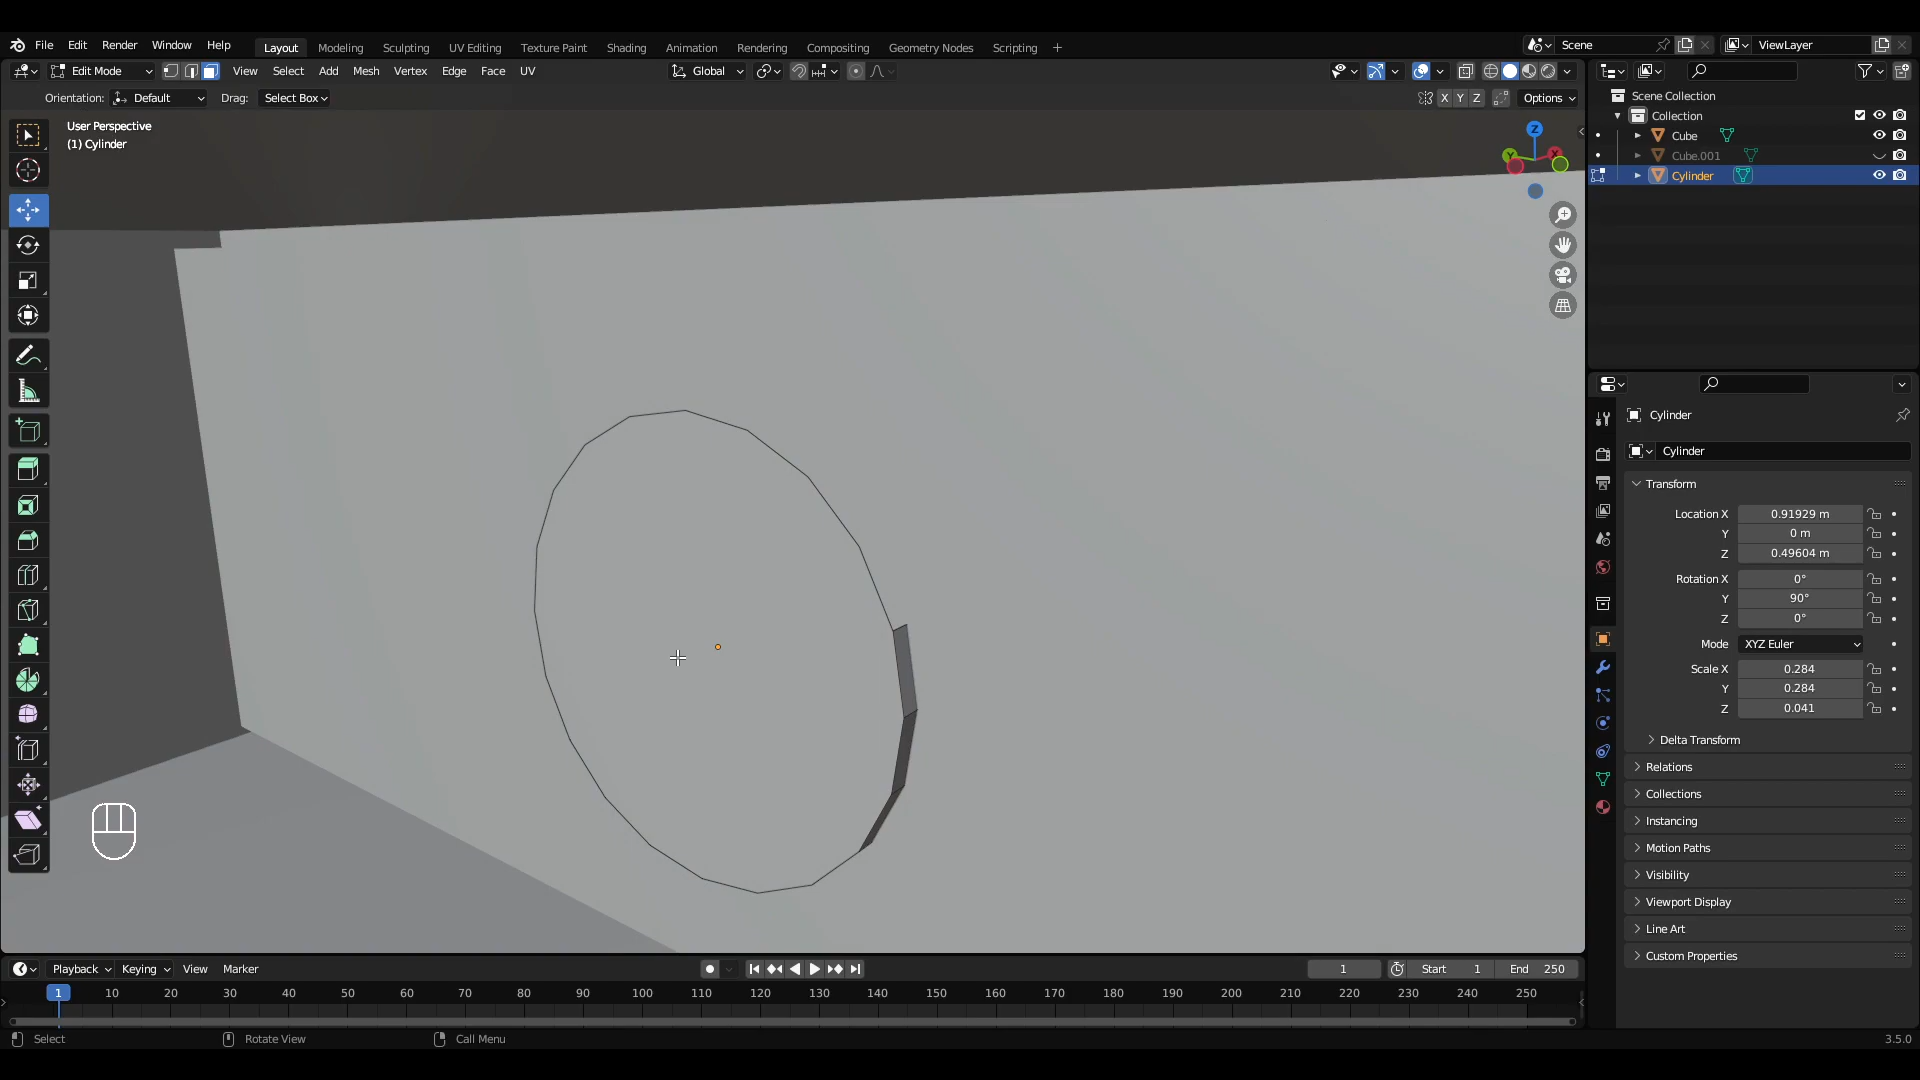 File Edit Render Window Help Layout Modeling Sculpting UV Editing Texture Paint Shading Animation Rendering Compositing Geometry Nodes Scripting + Scene ViewLayer
Edit Mode View Select Add Mesh Vertex Edge Face UV Global
Orientation: Default Drag: Select Box X Y Z Options
User Perspective
(1) Cylinder
Z
Y
X
Scene Collection
Collection
Cube
Cube.001
Cylinder
Cylinder
Cylinder
Transform
Location X 0.91929 m
Y 0 m
Z 0.49604 m
Rotation X 0°
Y 90°
Z 0°
Mode XYZ Euler
Scale X 0.284
Y 0.284
Z 0.041
Delta Transform
Relations
Collections
Instancing
Motion Paths
Visibility
Viewport Display
Line Art
Custom Properties
Playback Keying View Marker 1 Start 1 End 250
1 10 20 30 40 50 60 70 80 90 100 110 120 130 140 150 160 170 180 190 200 210 220 230 240 250
Select Rotate View Call Menu 3.5.0